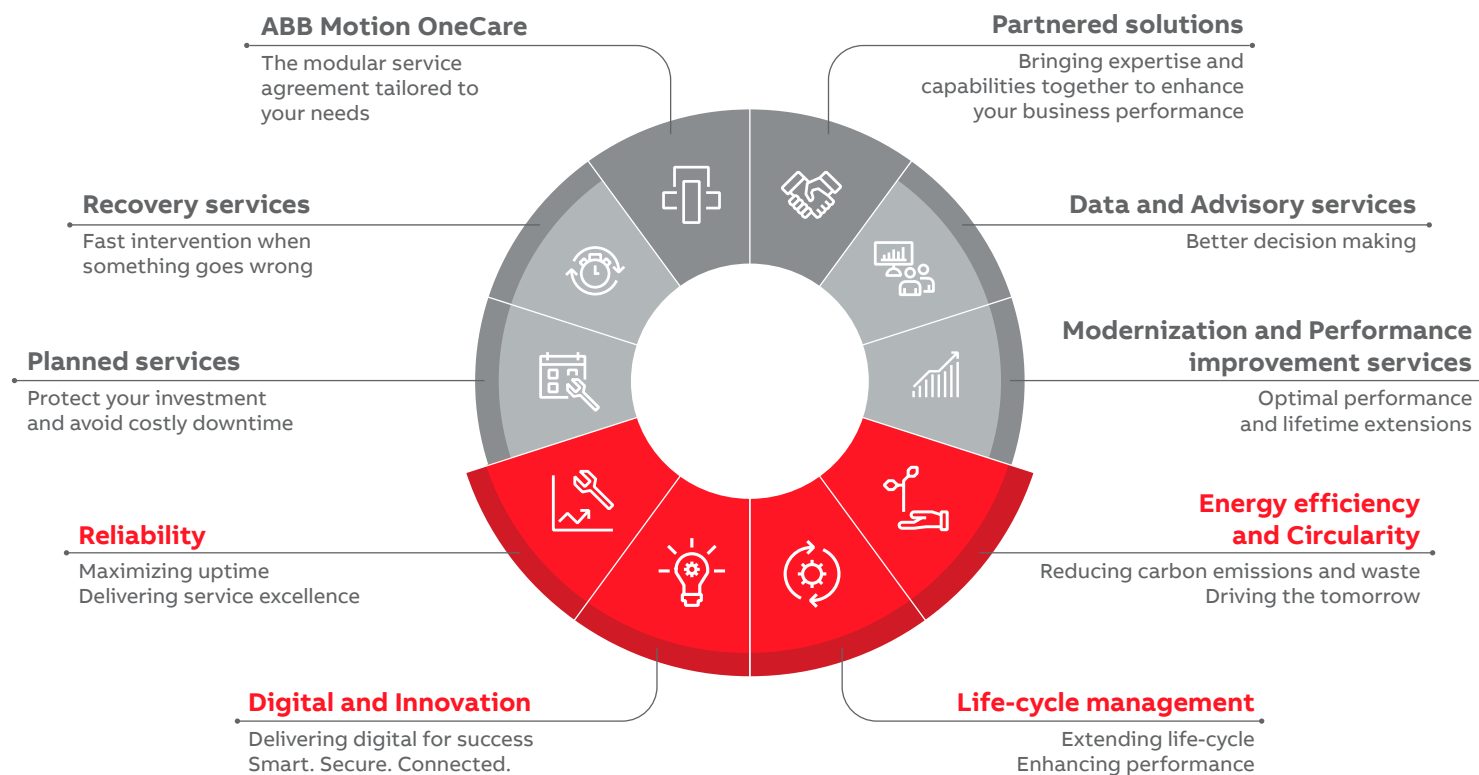 ABB Motion OneCare
The modular service
agreement tailored to
your needs
Partnered solutions
Bringing expertise and
capabilities together to enhance
your business performance
Recovery services
Fast intervention when
something goes wrong
Data and Advisory services
Better decision making
Planned services
Protect your investment
and avoid costly downtime
Modernization and Performance
improvement services
Optimal performance
and lifetime extensions
Reliability
Maximizing uptime
Delivering service excellence
Energy efficiency
and Circularity
Reducing carbon emissions and waste
Driving the tomorrow
Digital and Innovation
Delivering digital for success
Smart. Secure. Connected.
Life-cycle management
Extending life-cycle
Enhancing performance